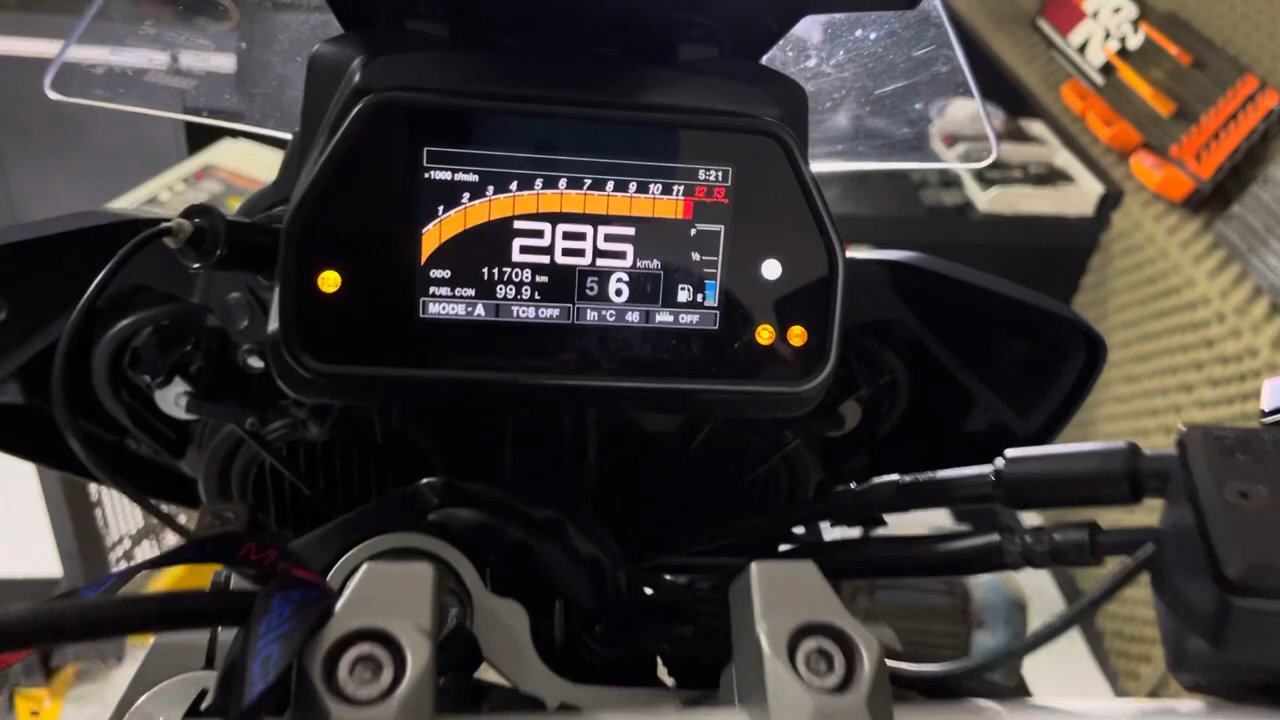 5:21
×1000 r/min
1 2 3 4 5 6 7 8 9 10 11 12 13
285 km/h
F
½
E
ODO 11708 km
5 6
FUEL CON 99.9 L
MODE-A TCS OFF In °C 46 OFF
TCS
K&N